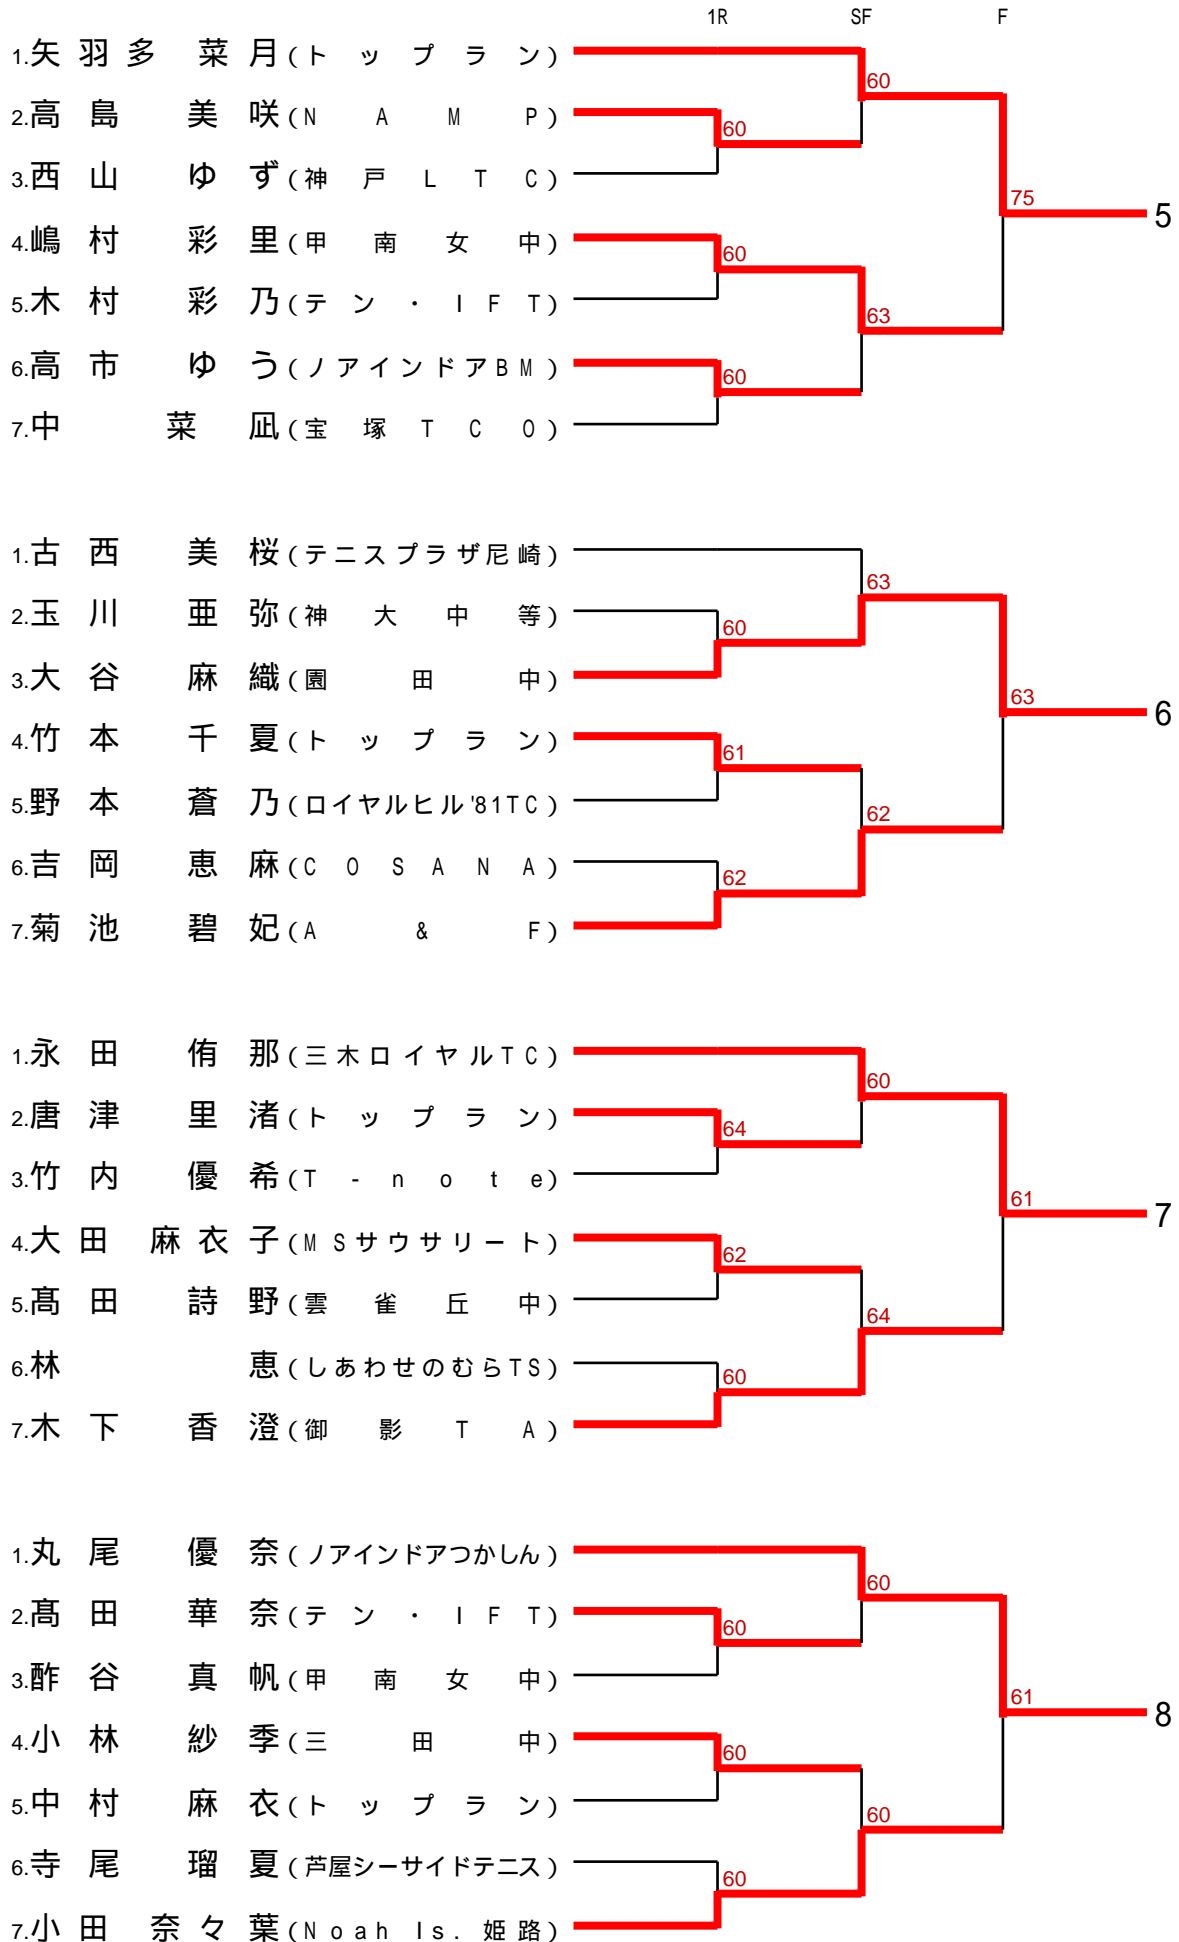 1R SF F
1.矢羽多 菜月(トップラン)
60
2.高島 美咲(NAMP)
60
3.西山 ゆず(神戸LTC)
75
5
4.嶋村 彩里(甲南女中)
60
5.木村 彩乃(テン・IFT)
63
6.高市 ゆう(ノアインドアBM)
60
7.中 菜凪(宝塚TCO)
1.古西 美桜(テニスプラザ尼崎)
63
2.玉川 亜弥(神大中等)
60
3.大谷 麻織(園田中)
63
6
4.竹本 千夏(トップラン)
61
5.野本 蒼乃(ロイヤルヒル'81TC)
62
6.吉岡 恵麻(COSANA)
62
7.菊池 碧妃(A&F)
1.永田 侑那(三木ロイヤルTC)
60
2.唐津 里渚(トップラン)
64
3.竹内 優希(T-note)
61
7
4.大田 麻衣子(MSサウサリート)
62
5.髙田 詩野(雲雀丘中)
64
6.林 恵(しあわせのむらTS)
60
7.木下 香澄(御影TA)
1.丸尾 優奈(ノアインドアつかしん)
60
2.髙田 華奈(テン・IFT)
60
3.酢谷 真帆(甲南女中)
61
8
4.小林 紗季(三田中)
60
5.中村 麻衣(トップラン)
60
6.寺尾 瑠夏(芦屋シーサイドテニス)
60
7.小田 奈々葉(Noah Is. 姫路)